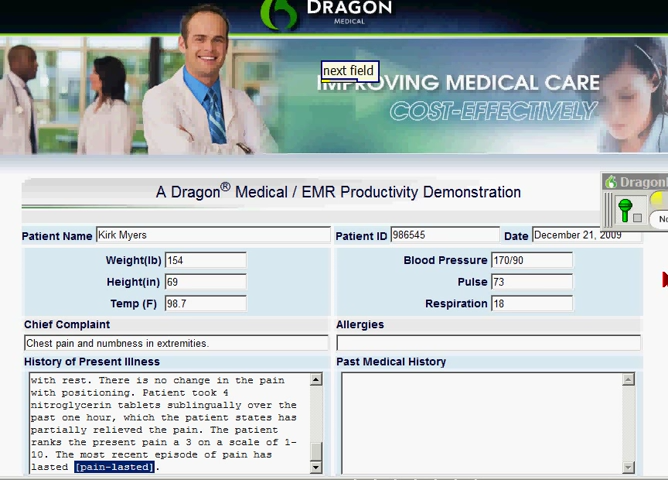 DRAGON
MEDICAL
next field
IMPROVING MEDICAL CARE
COST-EFFECTIVELY
A Dragon® Medical / EMR Productivity Demonstration
Dragon
Patient Name Kirk Myers Patient ID 986545 Date December 21, 2009
No
Weight(lb) 154 Blood Pressure 170/90
Height(in) 69 Pulse 73
Temp (F) 98.7 Respiration 18
Chief Complaint Allergies
Chest pain and numbness in extremities.
History of Present Illness Past Medical History
with rest. There is no change in the pain
with positioning. Patient took 4
nitroglycerin tablets sublingually over the
past one hour, which the patient states has
partially relieved the pain. The patient
ranks the present pain a 3 on a scale of 1-
10. The most recent episode of pain has
lasted [pain-lasted].